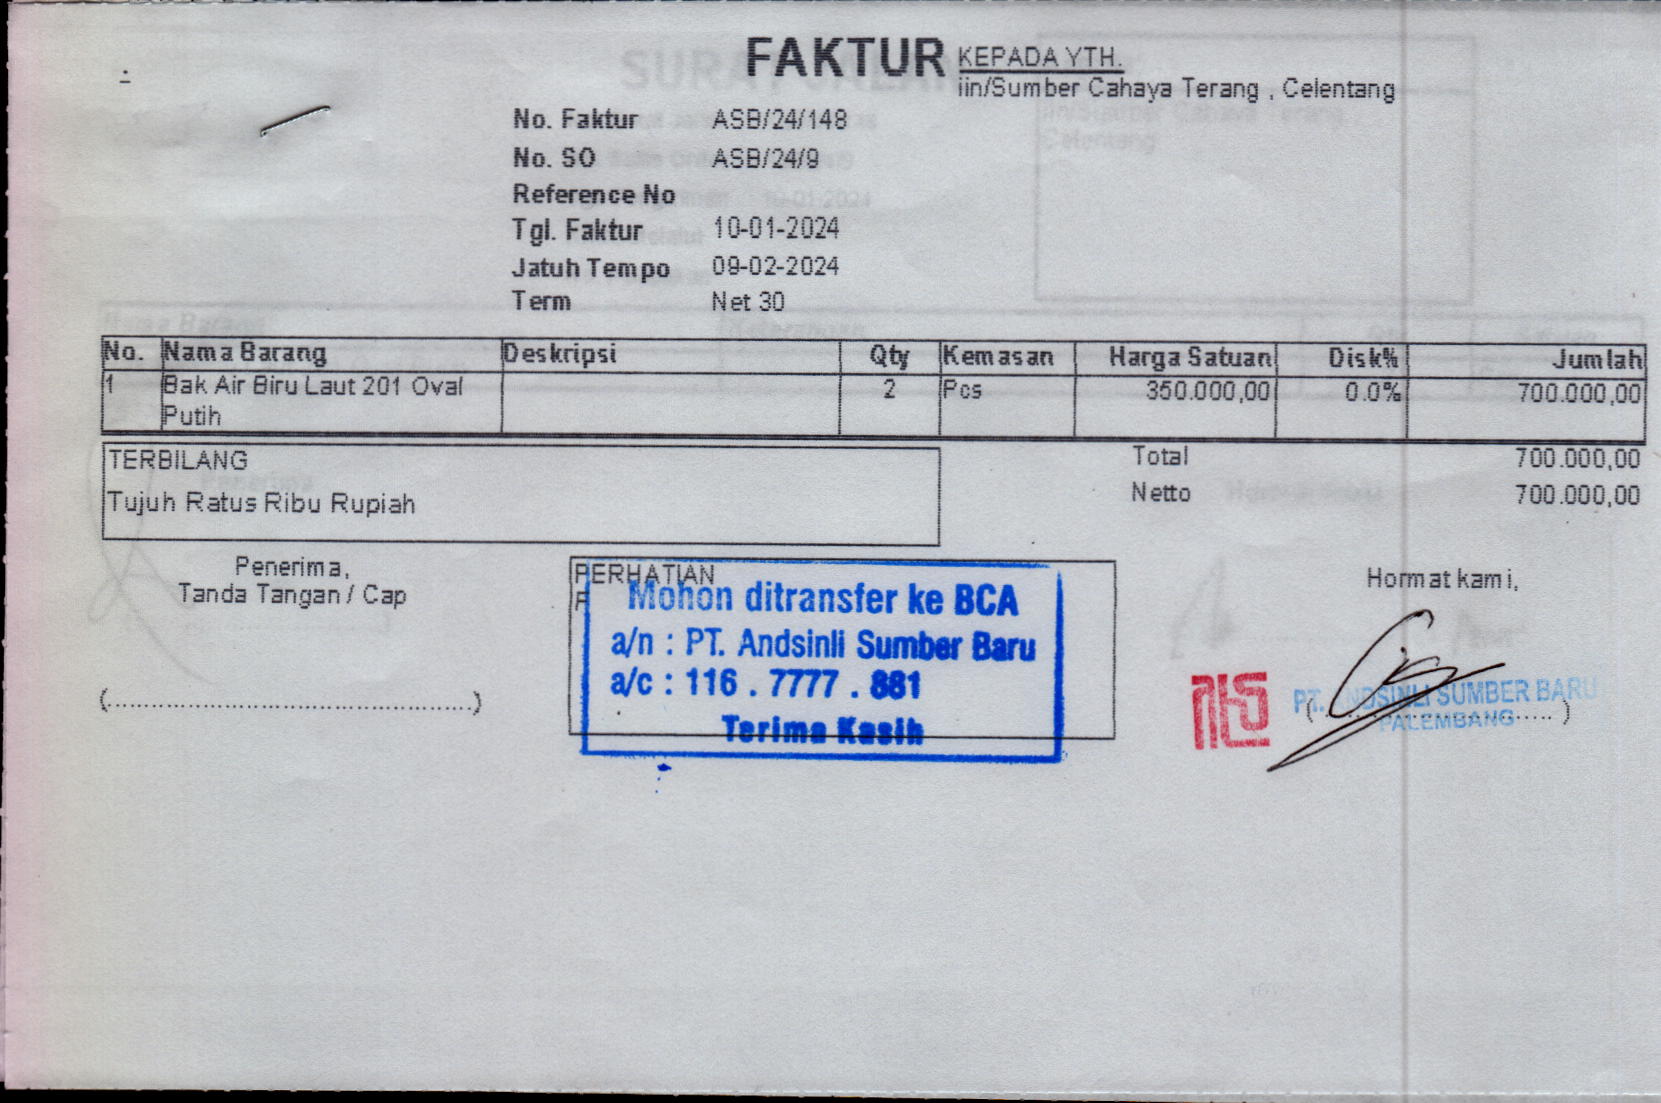 FAKTUR
KEPADA YTH.
iin/Sumber Cahaya Terang , Celentang
No. Faktur ASB/24/148
No. SO ASB/24/9
Reference No
Tgl. Faktur 10-01-2024
Jatuh Tempo 09-02-2024
Term Net 30
No. Nama Barang Deskripsi Qty Kemasan Harga Satuan Disk% Jumlah
1 Bak Air Biru Laut 201 Oval 2 Pcs 350.000,00 0.0% 700.000,00
Putih
TERBILANG
Tujuh Ratus Ribu Rupiah
Total 700.000,00
Netto 700.000,00
Penerima,
Tanda Tangan / Cap
(............................................)
PERHATIAN
Mohon ditransfer ke BCA
a/n : PT. Andsinli Sumber Baru
a/c : 116 . 7777 . 881
Terima Kasih
Hormat kami,
PT. ANDSINLI SUMBER BARU
PALEMBANG